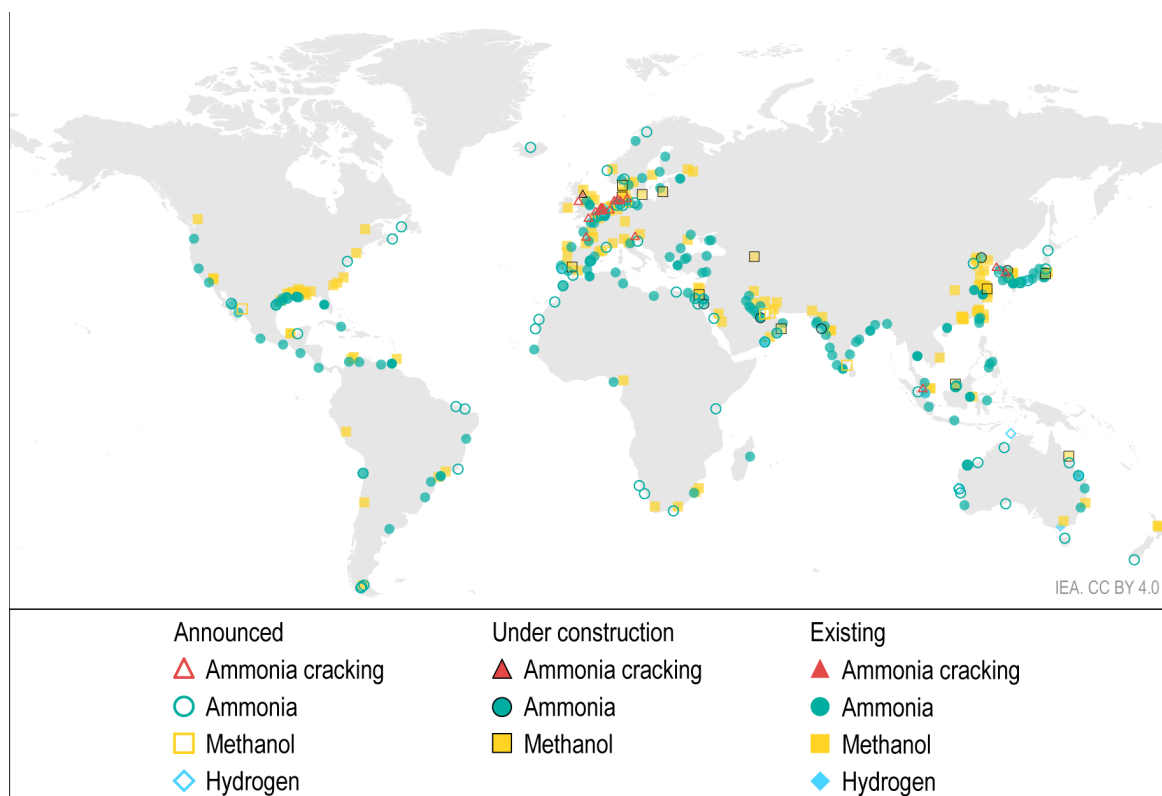 IEA. CC BY 4.0
Announced Under construction Existing
Ammonia cracking Ammonia cracking Ammonia cracking
Ammonia Ammonia Ammonia
Methanol Methanol Methanol
Hydrogen Hydrogen